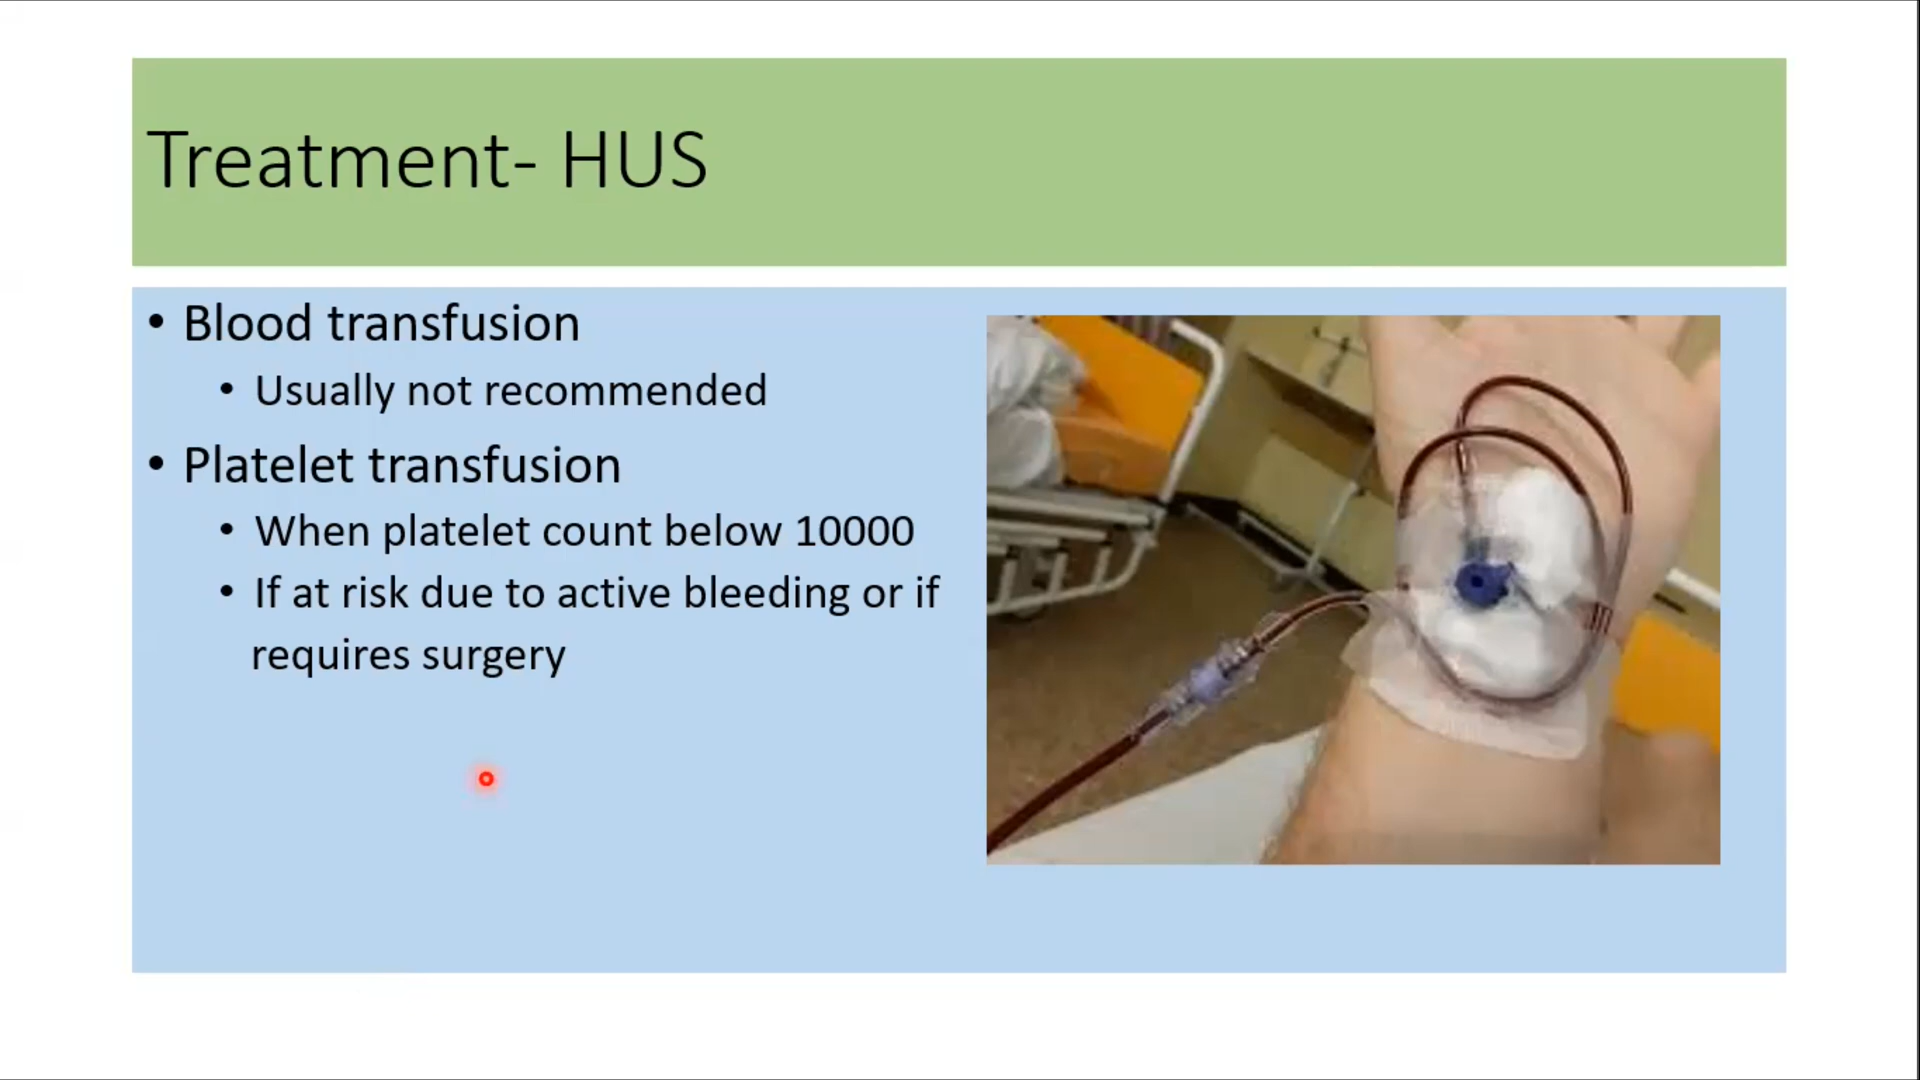 Treatment- HUS
• Blood transfusion
• Usually not recommended
• Platelet transfusion
• When platelet count below 10000
• If at risk due to active bleeding or if
requires surgery